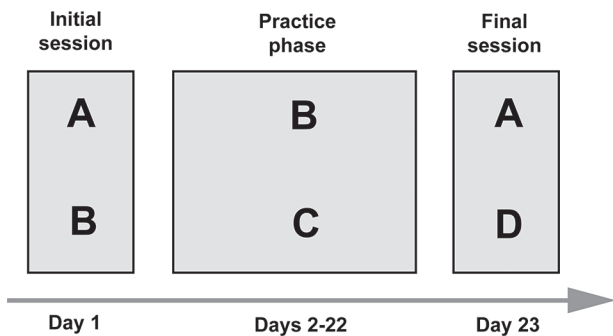 Initial
session
Practice
phase
Final
session
A
B
A
B
C
D
Day 1
Days 2-22
Day 23